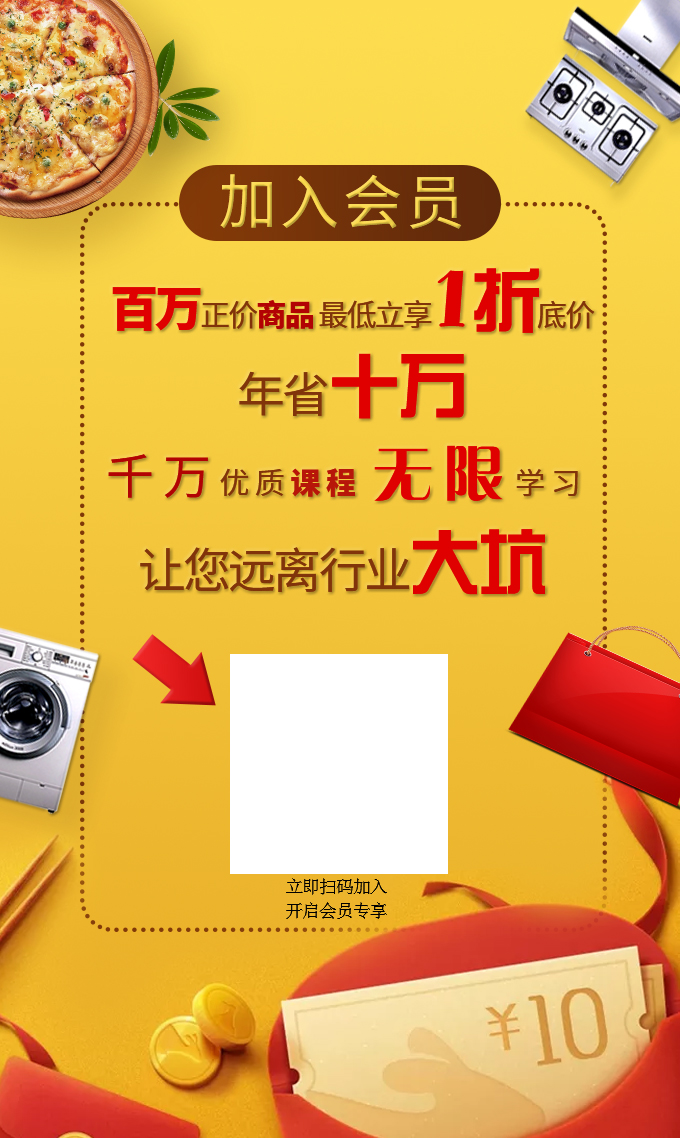 加入会员
百万正价商品最低立享1折底价
年省十万
千万优质课程无限学习
让您远离行业大坑
立即扫码加入
开启会员专享
¥10